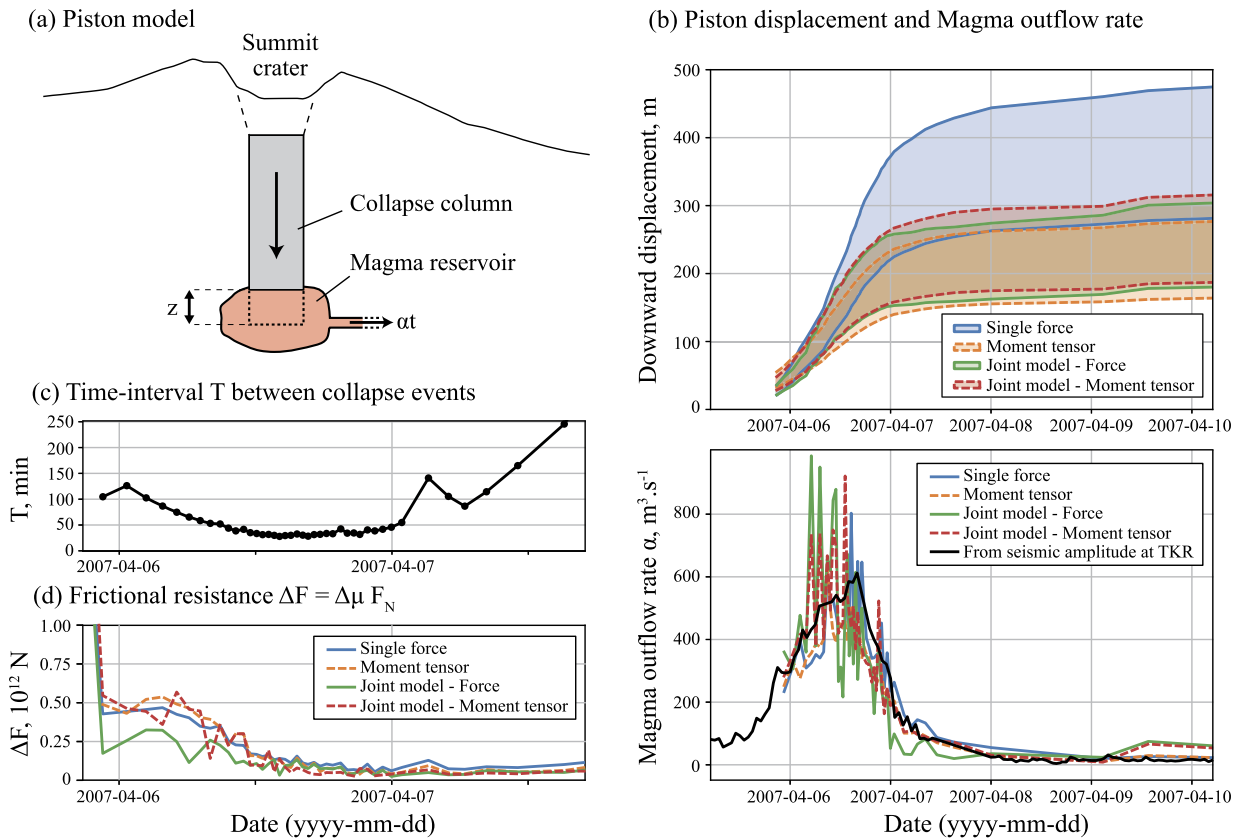 (a) Piston model
Summit
crater
Collapse column
Magma reservoir
z
αt
(b) Piston displacement and Magma outflow rate
Downward displacement, m
500
400
300
200
100
0
Single force
Moment tensor
Joint model - Force
Joint model - Moment tensor
2007-04-06 2007-04-07 2007-04-08 2007-04-09 2007-04-10
(c) Time-interval T between collapse events
T, min
250
200
150
100
50
0
2007-04-06 2007-04-07
(d) Frictional resistance ΔF = Δμ F_N
ΔF, 10¹² N
1.00
0.75
0.50
0.25
0
Single force
Moment tensor
Joint model - Force
Joint model - Moment tensor
2007-04-06 2007-04-07
Date (yyyy-mm-dd)
Magma outflow rate α, m³.s⁻¹
800
600
400
200
0
Single force
Moment tensor
Joint model - Force
Joint model - Moment tensor
From seismic amplitude at TKR
2007-04-06 2007-04-07 2007-04-08 2007-04-09 2007-04-10
Date (yyyy-mm-dd)